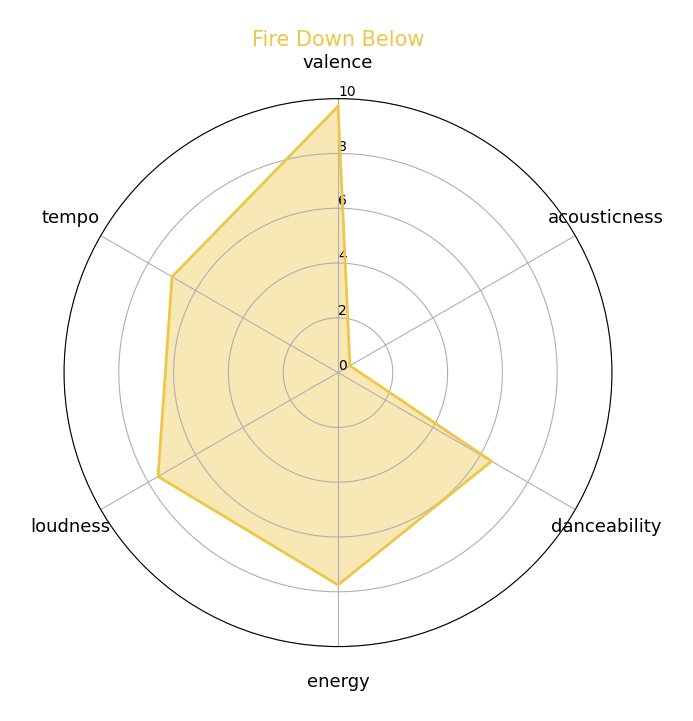 Fire Down Below
valence
10
8
6
4
2
0
tempo
acousticness
loudness
danceability
energy